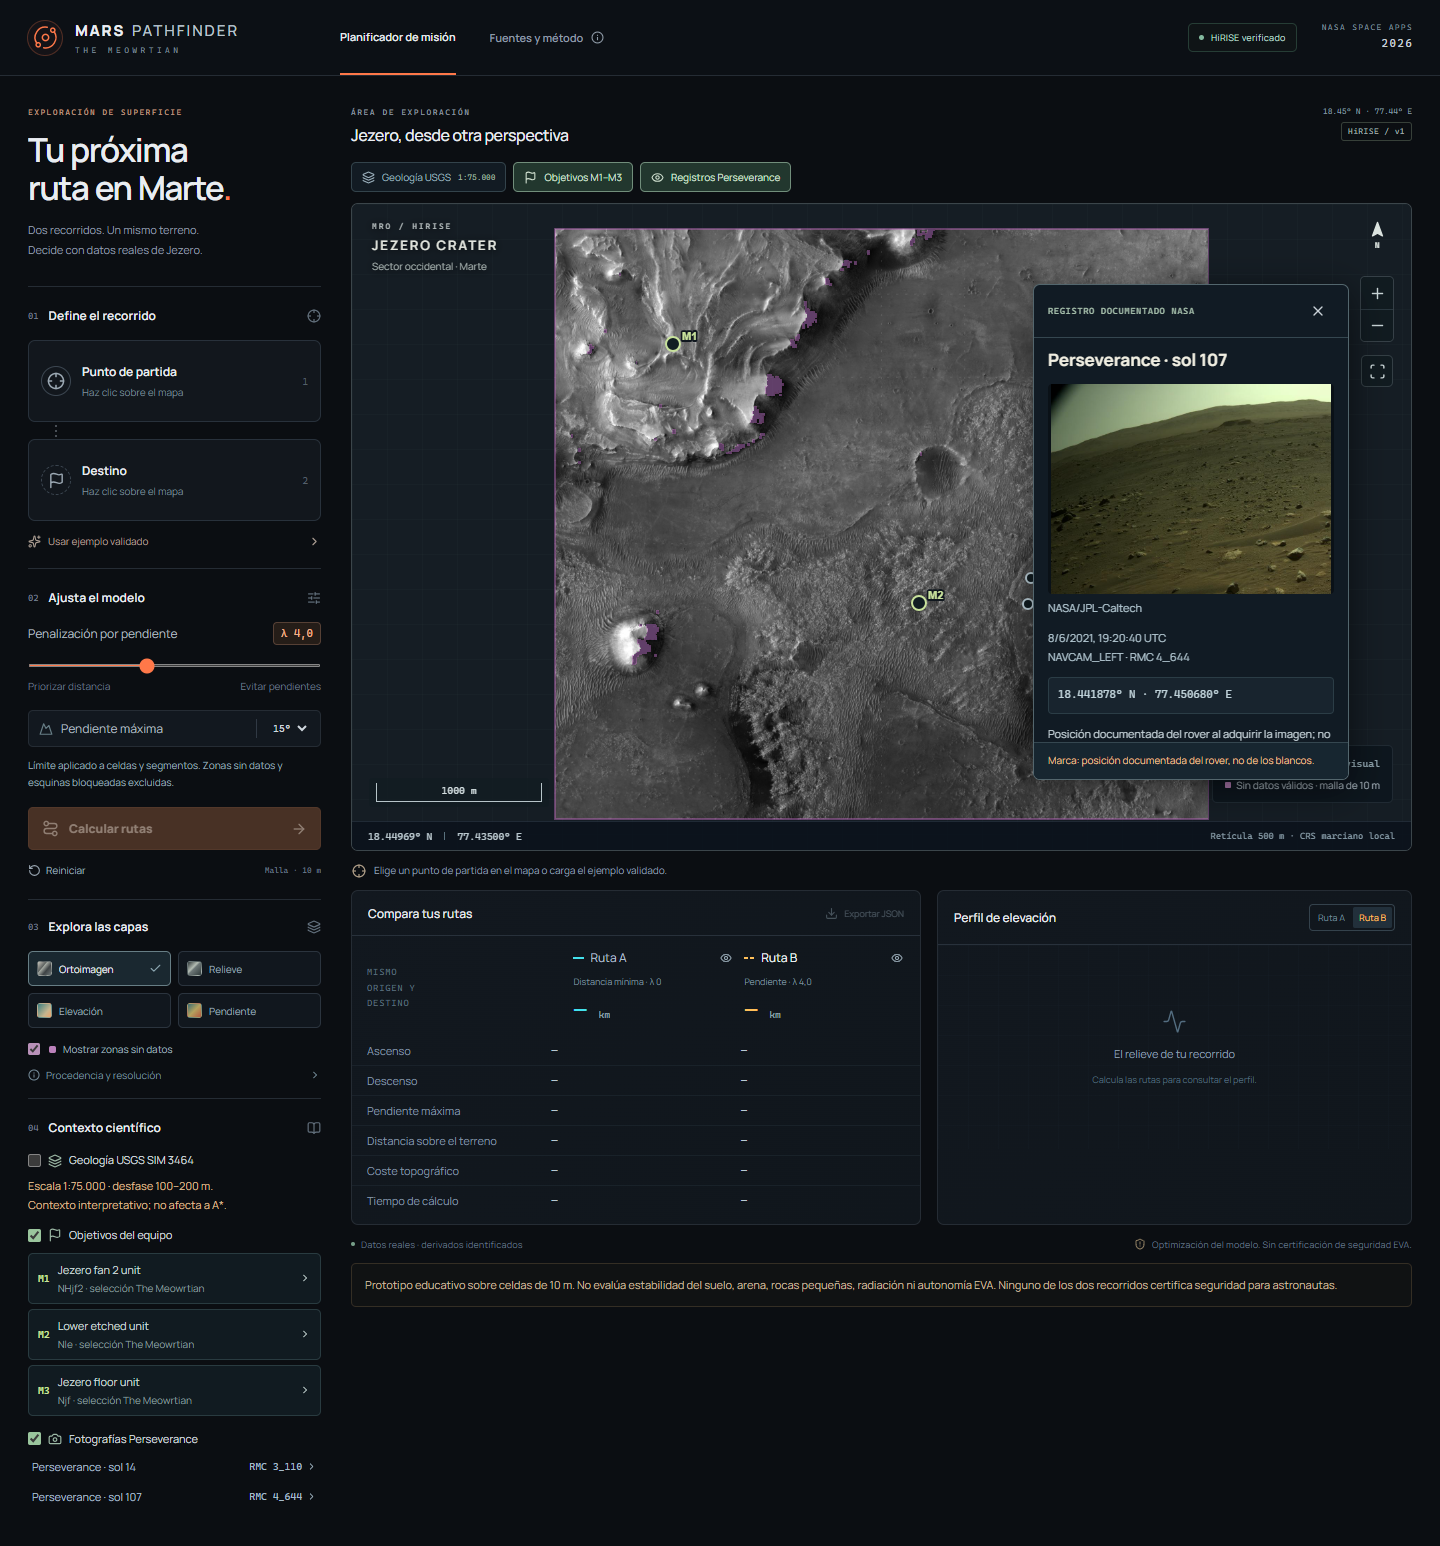 MARS PATHFINDER
THE MEOWRTIAN
Planificador de misión
Fuentes y método
HiRISE verificado
NASA SPACE APPS
2026
EXPLORACIÓN DE SUPERFICIE
Tu próxima
ruta en Marte.
Dos recorridos. Un mismo terreno.
Decide con datos reales de Jezero.
01 Define el recorrido
Punto de partida
Haz clic sobre el mapa
1
Destino
Haz clic sobre el mapa
2
Usar ejemplo validado
02 Ajusta el modelo
Penalización por pendiente
λ 4,0
Priorizar distancia
Evitar pendientes
Pendiente máxima
15°
Límite aplicado a celdas y segmentos. Zonas sin datos y
esquinas bloqueadas excluidas.
Calcular rutas
Reiniciar
Malla · 10 m
03 Explora las capas
Ortoimagen
Relieve
Elevación
Pendiente
Mostrar zonas sin datos
Procedencia y resolución
04 Contexto científico
Geología USGS SIM 3464
Escala 1:75.000 · desfase 100–200 m.
Contexto interpretativo; no afecta a A*.
Objetivos del equipo
M1
Jezero fan 2 unit
NHjf2 · selección The Meowrtian
M2
Lower etched unit
Nle · selección The Meowrtian
M3
Jezero floor unit
Njf · selección The Meowrtian
Fotografías Perseverance
Perseverance · sol 14
RMC 3_110
Perseverance · sol 107
RMC 4_644
ÁREA DE EXPLORACIÓN
Jezero, desde otra perspectiva
18.45° N · 77.44° E
HiRISE / v1
Geología USGS 1:75.000
Objetivos M1–M3
Registros Perseverance
MRO / HIRISE
JEZERO CRATER
Sector occidental · Marte
N
M1
M2
REGISTRO DOCUMENTADO NASA
Perseverance · sol 107
NASA/JPL-Caltech
8/6/2021, 19:20:40 UTC
NAVCAM_LEFT · RMC 4_644
18.441878° N · 77.450680° E
Posición documentada del rover al adquirir la imagen; no
Marca: posición documentada del rover, no de los blancos.
visual
Sin datos válidos · malla de 10 m
1000 m
18.44969° N | 77.43500° E
Retícula 500 m · CRS marciano local
Elige un punto de partida en el mapa o carga el ejemplo validado.
Compara tus rutas
Exportar JSON
MISMO
ORIGEN Y
DESTINO
Ruta A
Distancia mínima · λ 0
— km
Ruta B
Pendiente · λ 4,0
— km
Ascenso – –
Descenso – –
Pendiente máxima – –
Distancia sobre el terreno – –
Coste topográfico – –
Tiempo de cálculo – –
Perfil de elevación
Ruta A
Ruta B
El relieve de tu recorrido
Calcula las rutas para consultar el perfil.
Datos reales · derivados identificados
Optimización del modelo. Sin certificación de seguridad EVA.
Prototipo educativo sobre celdas de 10 m. No evalúa estabilidad del suelo, arena, rocas pequeñas, radiación ni autonomía EVA. Ninguno de los dos recorridos certifica seguridad para astronautas.